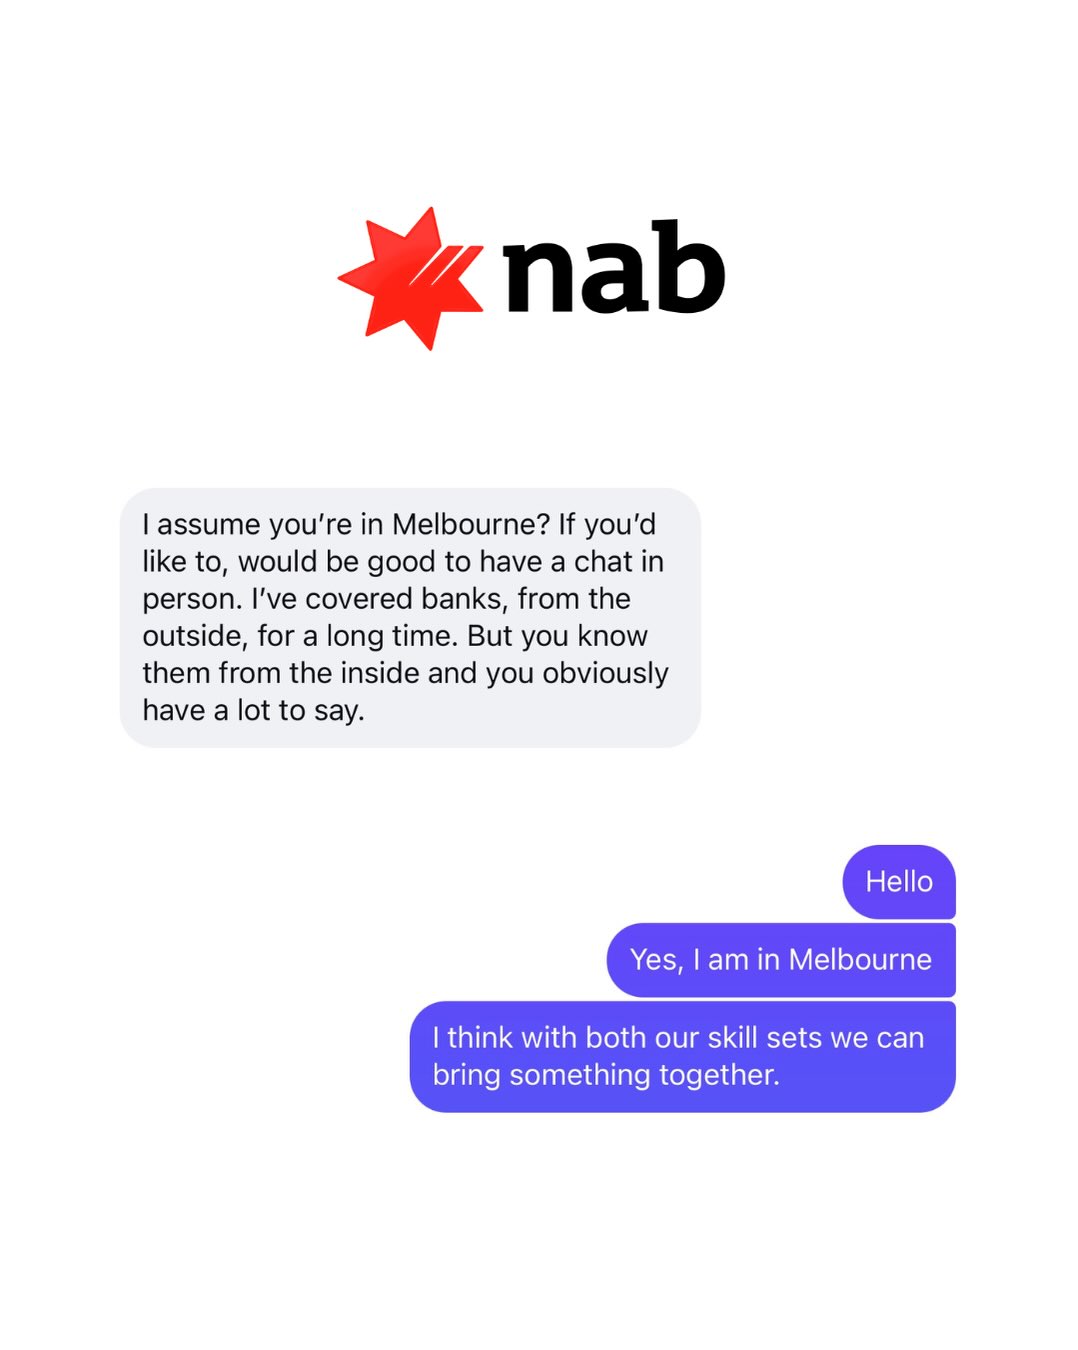 nab
I assume you’re in Melbourne? If you’d
like to, would be good to have a chat in
person. I’ve covered banks, from the
outside, for a long time. But you know
them from the inside and you obviously
have a lot to say.
Hello
Yes, I am in Melbourne
I think with both our skill sets we can
bring something together.